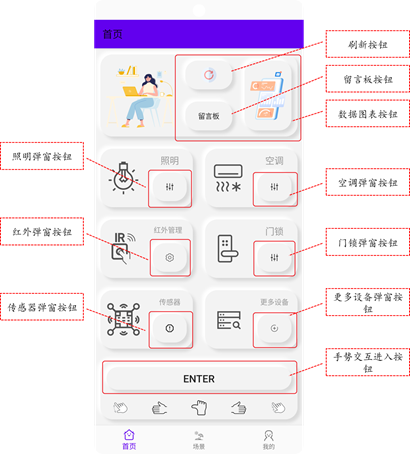 首页
刷新按钮
留言板按钮
留言板
数据图表按钮
照明弹窗按钮
照明
空调
空调弹窗按钮
红外弹窗按钮
IR
红外管理
门锁
门锁弹窗按钮
传感器弹窗按钮
传感器
更多设备
更多设备弹窗按
钮
ENTER
手势交互进入按
钮
首页
场景
我的